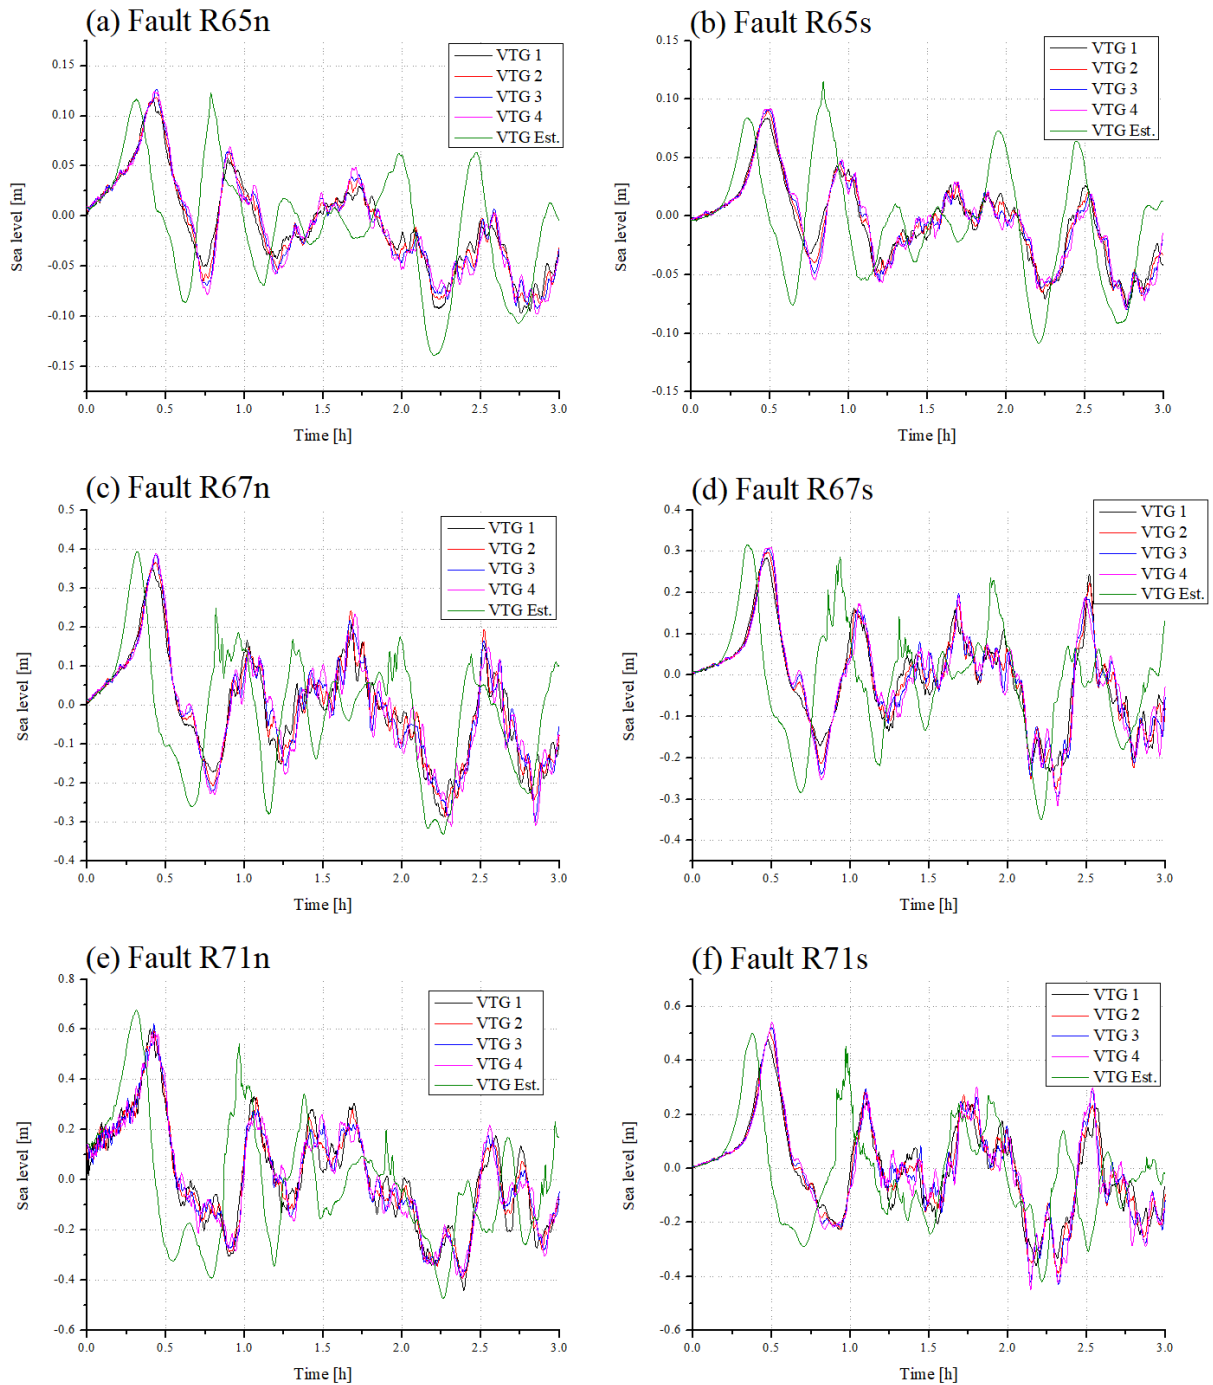 (a) Fault R65n
VTG 1
VTG 2
VTG 3
VTG 4
VTG Est.
Sea level [m]
0.15
0.10
0.05
0.00
-0.05
-0.10
-0.15
0.0 0.5 1.0 1.5 2.0 2.5 3.0
Time [h]
(b) Fault R65s
VTG 1
VTG 2
VTG 3
VTG 4
VTG Est.
Sea level [m]
0.15
0.10
0.05
0.00
-0.05
-0.10
-0.15
0.0 0.5 1.0 1.5 2.0 2.5 3.0
Time [h]
(c) Fault R67n
VTG 1
VTG 2
VTG 3
VTG 4
VTG Est.
Sea level [m]
0.5
0.4
0.3
0.2
0.1
0.0
-0.1
-0.2
-0.3
-0.4
0.0 0.5 1.0 1.5 2.0 2.5 3.0
Time [h]
(d) Fault R67s
VTG 1
VTG 2
VTG 3
VTG 4
VTG Est.
Sea level [m]
0.4
0.3
0.2
0.1
0.0
-0.1
-0.2
-0.3
-0.4
0.0 0.5 1.0 1.5 2.0 2.5 3.0
Time [h]
(e) Fault R71n
VTG 1
VTG 2
VTG 3
VTG 4
VTG Est.
Sea level [m]
0.8
0.6
0.4
0.2
0.0
-0.2
-0.4
-0.6
0.0 0.5 1.0 1.5 2.0 2.5 3.0
Time [h]
(f) Fault R71s
VTG 1
VTG 2
VTG 3
VTG 4
VTG Est.
Sea level [m]
0.6
0.4
0.2
0.0
-0.2
-0.4
-0.6
0.0 0.5 1.0 1.5 2.0 2.5 3.0
Time [h]